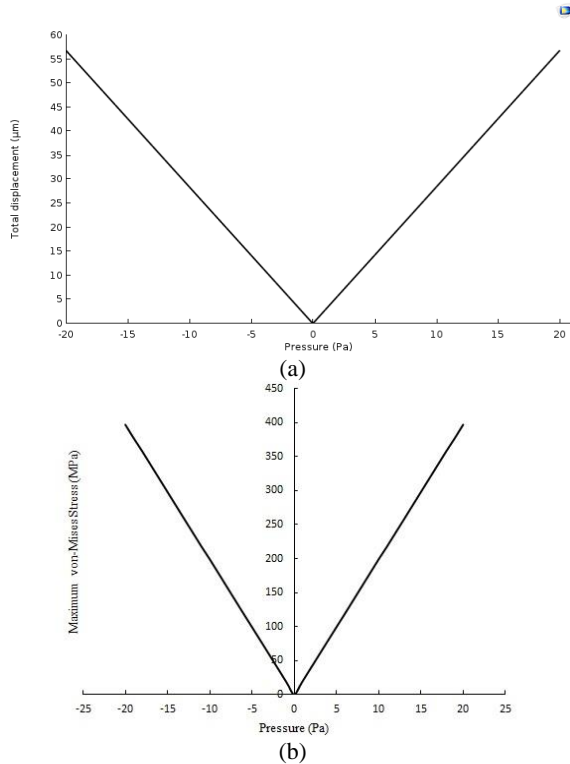 60
55
50
45
40
35
30
25
20
15
10
5
0
Total displacement (µm)
-20 -15 -10 -5 0 5 10 15 20
Pressure (Pa)
(a)
450
400
350
300
250
200
150
100
50
0
Maximum von-Mises Stress (MPa)
-25 -20 -15 -10 -5 0 5 10 15 20 25
Pressure (Pa)
(b)